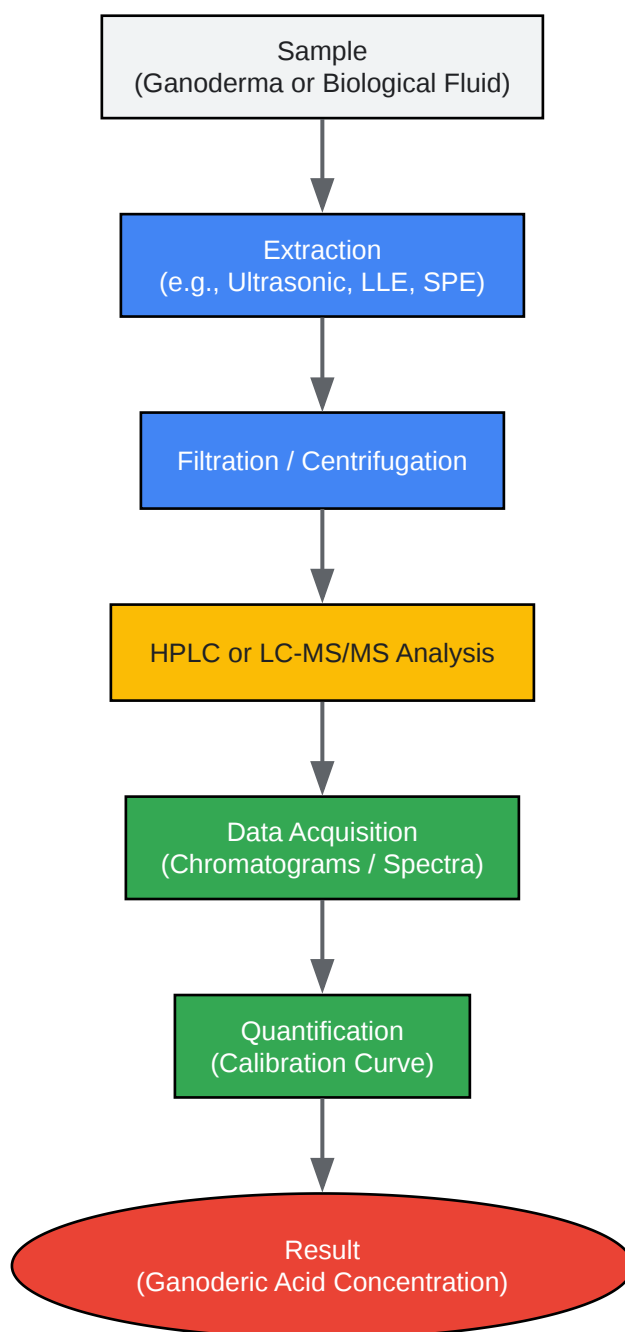 Sample
(Ganoderma or Biological Fluid)
Extraction
(e.g., Ultrasonic, LLE, SPE)
Filtration / Centrifugation
HPLC or LC-MS/MS Analysis
Data Acquisition
(Chromatograms / Spectra)
Quantification
(Calibration Curve)
Result
(Ganoderic Acid Concentration)